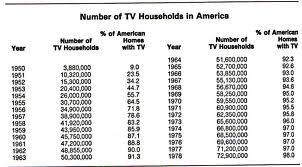 Number of TV Households in America
Year
Number of
TV Households
% of American
Homes
with TV
1950 3,880,000 9.0
1951 10,320,000 23.5
1952 15,300,000 34.2
1953 20,400,000 44.7
1954 26,000,000 55.7
1955 30,700,000 64.5
1956 34,900,000 71.8
1957 38,900,000 78.6
1958 41,920,000 83.2
1959 43,950,000 85.9
1960 45,750,000 87.1
1961 47,200,000 88.8
1962 48,855,000 90.0
1963 50,300,000 91.3
Year
Number of
TV Households
% of American
Homes
with TV
1964 51,600,000 92.3
1965 52,700,000 92.6
1966 53,850,000 93.0
1967 55,130,000 93.6
1968 56,670,000 94.6
1969 58,250,000 95.0
1970 59,550,000 95.2
1971 60,900,000 95.5
1972 62,350,000 95.8
1973 65,600,000 96.0
1974 66,800,000 97.0
1975 68,500,000 97.0
1976
1977 71,200,000 97.0
1978 72,900,000 98.0